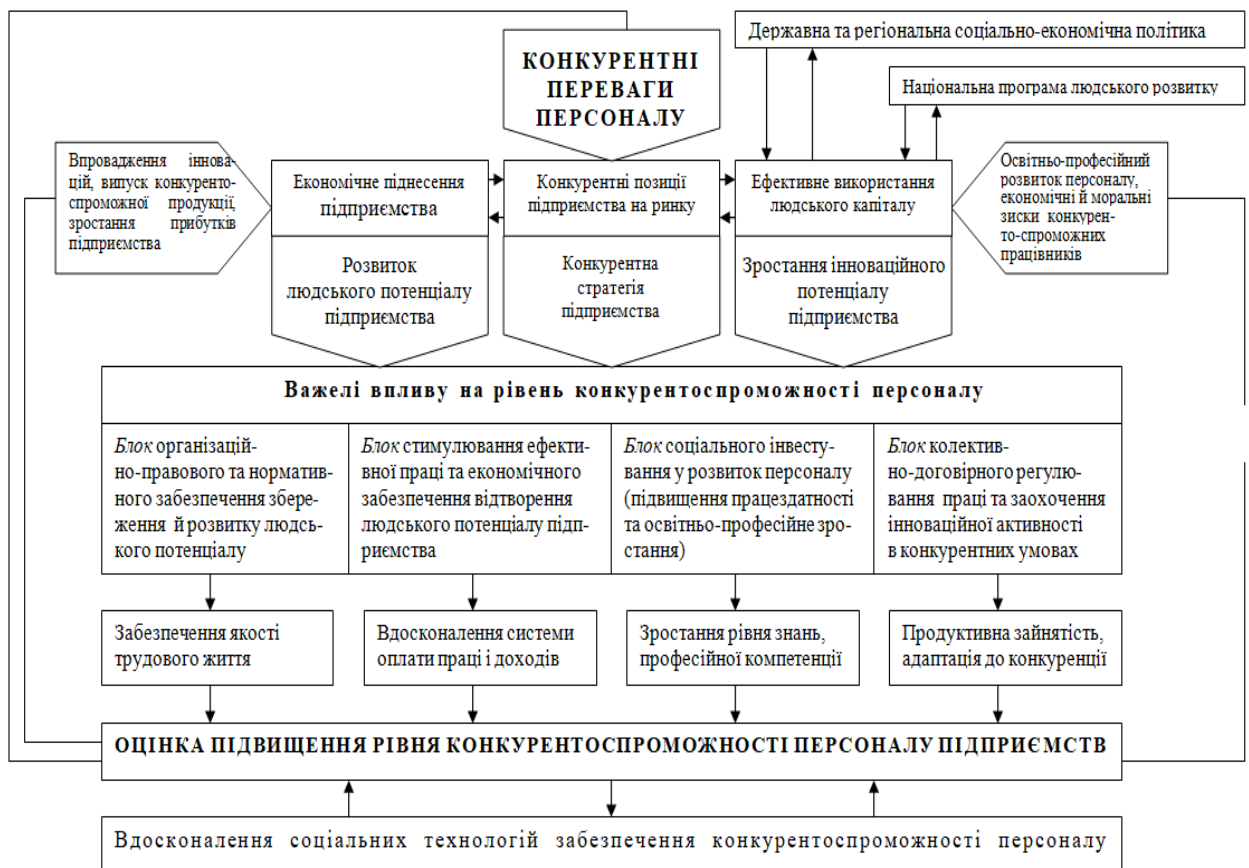 Державна та регіональна соціально-економічна політика
КОНКУРЕНТНІ
ПЕРЕВАГИ
ПЕРСОНАЛУ
Національна програма людського розвитку
Впровадження іннова-
цій, випуск конкуренто-
спроможної продукції,
зростання прибутків
підприємства
Економічне піднесення
підприємства
Конкурентні позиції
підприємства на ринку
Ефективне використання
людського капіталу
Освітньо-професійний
розвиток персоналу,
економічні й моральні
зиски конкурен-
то-спроможних
працівників
Розвиток
людського потенціалу
підприємства
Конкурентна
стратегія
підприємства
Зростання інноваційного
потенціалу
підприємства
Важелі впливу на рівень конкурентоспроможності персоналу
Блок організацій-
но-правового та норматив-
ного забезпечення збере-
ження й розвитку людсь-
кого потенціалу
Блок стимулювання ефекти-
вної праці та економічного
забезпечення відтворення
людського потенціалу підп-
риємства
Блок соціального інвесту-
вання у розвиток персоналу
(підвищення працездатності
та освітньо-професійне зро-
стання)
Блок колектив-
но-договірного регулю-
вання праці та заохочення
інноваційної активності
в конкурентних умовах
Забезпечення якості
трудового життя
Вдосконалення системи
оплати праці і доходів
Зростання рівня знань,
професійної компетенції
Продуктивна зайнятість,
адаптація до конкуренції
ОЦІНКА ПІДВИЩЕННЯ РІВНЯ КОНКУРЕНТОСПРОМОЖНОСТІ ПЕРСОНАЛУ ПІДПРИЄМСТВ
Вдосконалення соціальних технологій забезпечення конкурентоспроможності персоналу